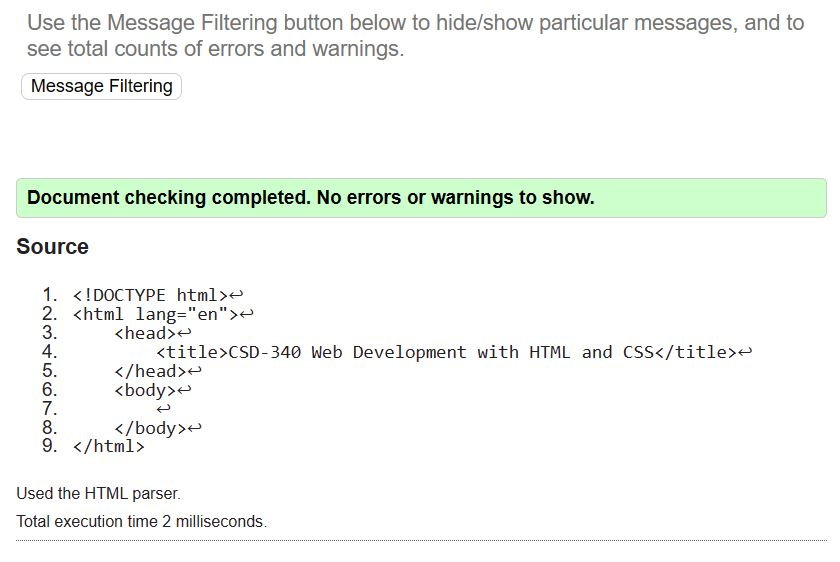 Use the Message Filtering button below to hide/show particular messages, and to
see total counts of errors and warnings.
Message Filtering
Document checking completed. No errors or warnings to show.
Source
1. <!DOCTYPE html>↩
2. <html lang="en">↩
3.     <head>↩
4.         <title>CSD-340 Web Development with HTML and CSS</title>↩
5.     </head>↩
6.     <body>↩
7.         ↩
8.     </body>↩
9. </html>
Used the HTML parser.
Total execution time 2 milliseconds.